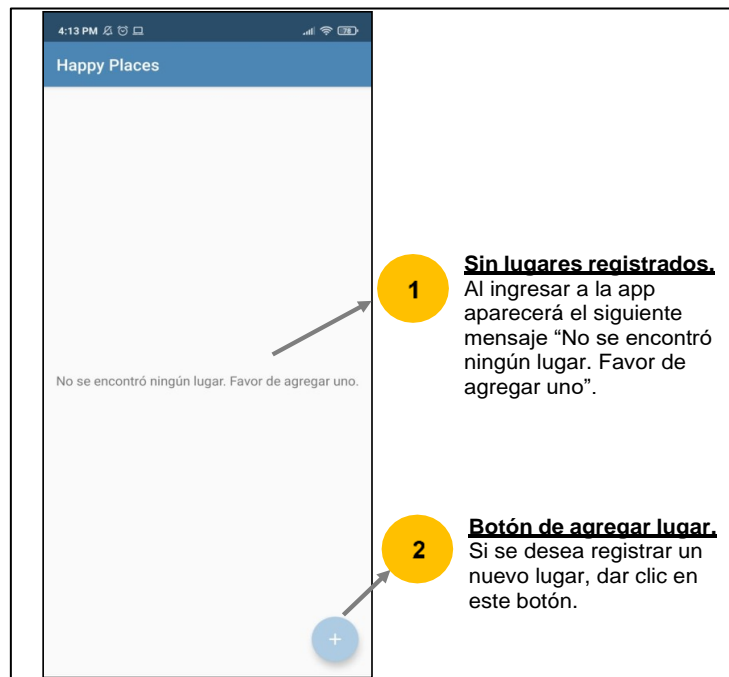 4:13 PM
78
Happy Places
Sin lugares registrados.
1
Al ingresar a la app
aparecerá el siguiente
mensaje “No se encontró
ningún lugar. Favor de
agregar uno”.
No se encontró ningún lugar. Favor de agregar uno.
Botón de agregar lugar.
2
Si se desea registrar un
nuevo lugar, dar clic en
este botón.
+